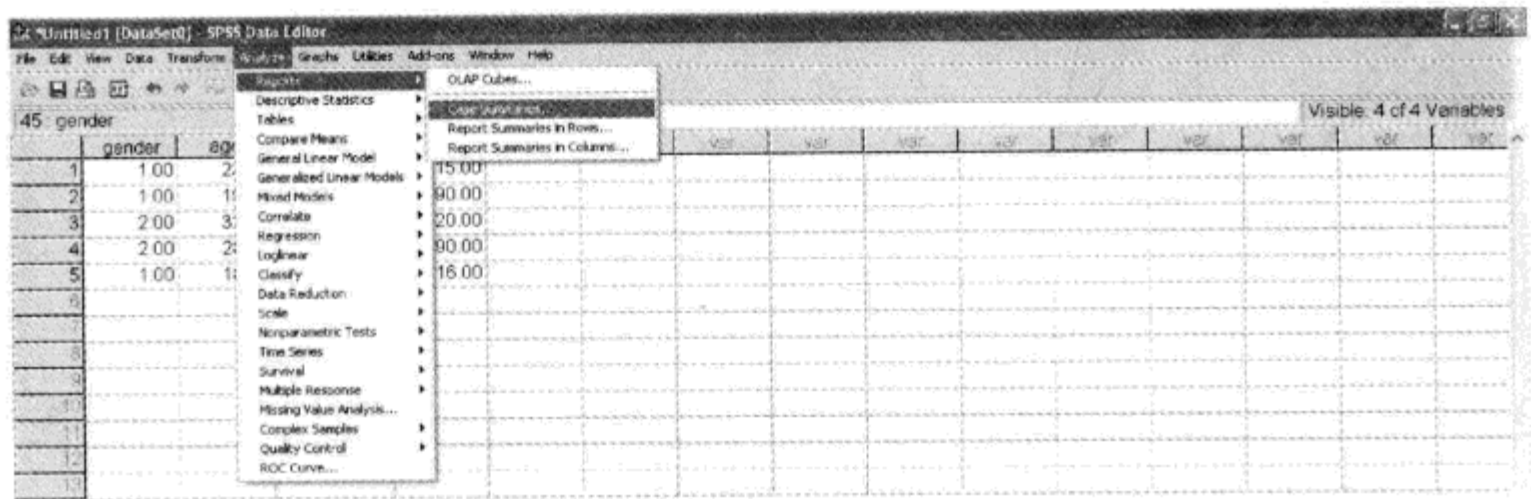 *Untitled1 [DataSet0] - SPSS Data Editor
File Edit View Data Transform Analyze Graphs Utilities Add-ons Window Help
45 : gender
Visible: 4 of 4 Variables
gender var var var var var var var var var
1 1.00 15.00
2 1.00 90.00
3 2.00 20.00
4 2.00 90.00
5 1.00 16.00
6
7
8
9
10
11
12
13
Reports
Descriptive Statistics
Tables
Compare Means
General Linear Model
Generalized Linear Models
Mixed Models
Correlate
Regression
Loglinear
Classify
Data Reduction
Scale
Nonparametric Tests
Time Series
Survival
Multiple Response
Missing Value Analysis...
Complex Samples
Quality Control
ROC Curve...
OLAP Cubes...
Case Summaries...
Report Summaries in Rows...
Report Summaries in Columns...